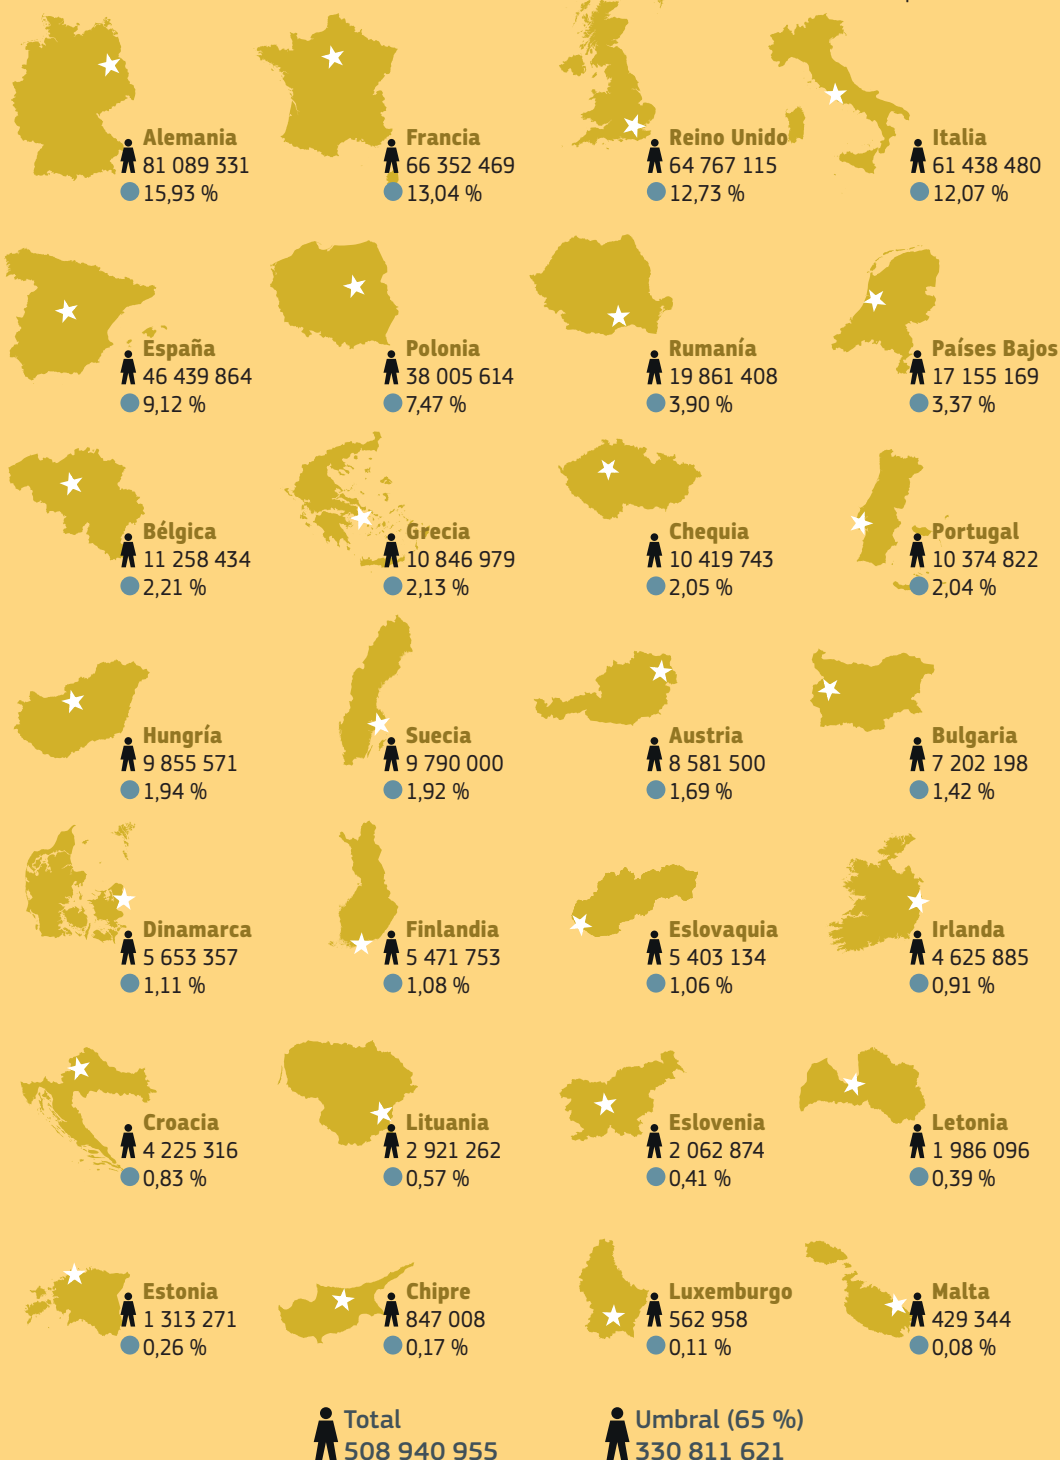 Alemania
81 089 331
15,93 %
Francia
66 352 469
13,04 %
Reino Unido
64 767 115
12,73 %
Italia
61 438 480
12,07 %
España
46 439 864
9,12 %
Polonia
38 005 614
7,47 %
Rumanía
19 861 408
3,90 %
Países Bajos
17 155 169
3,37 %
Bélgica
11 258 434
2,21 %
Grecia
10 846 979
2,13 %
Chequia
10 419 743
2,05 %
Portugal
10 374 822
2,04 %
Hungría
9 855 571
1,94 %
Suecia
9 790 000
1,92 %
Austria
8 581 500
1,69 %
Bulgaria
7 202 198
1,42 %
Dinamarca
5 653 357
1,11 %
Finlandia
5 471 753
1,08 %
Eslovaquia
5 403 134
1,06 %
Irlanda
4 625 885
0,91 %
Croacia
4 225 316
0,83 %
Lituania
2 921 262
0,57 %
Eslovenia
2 062 874
0,41 %
Letonia
1 986 096
0,39 %
Estonia
1 313 271
0,26 %
Chipre
847 008
0,17 %
Luxemburgo
562 958
0,11 %
Malta
429 344
0,08 %
Total
508 940 955
Umbral (65 %)
330 811 621